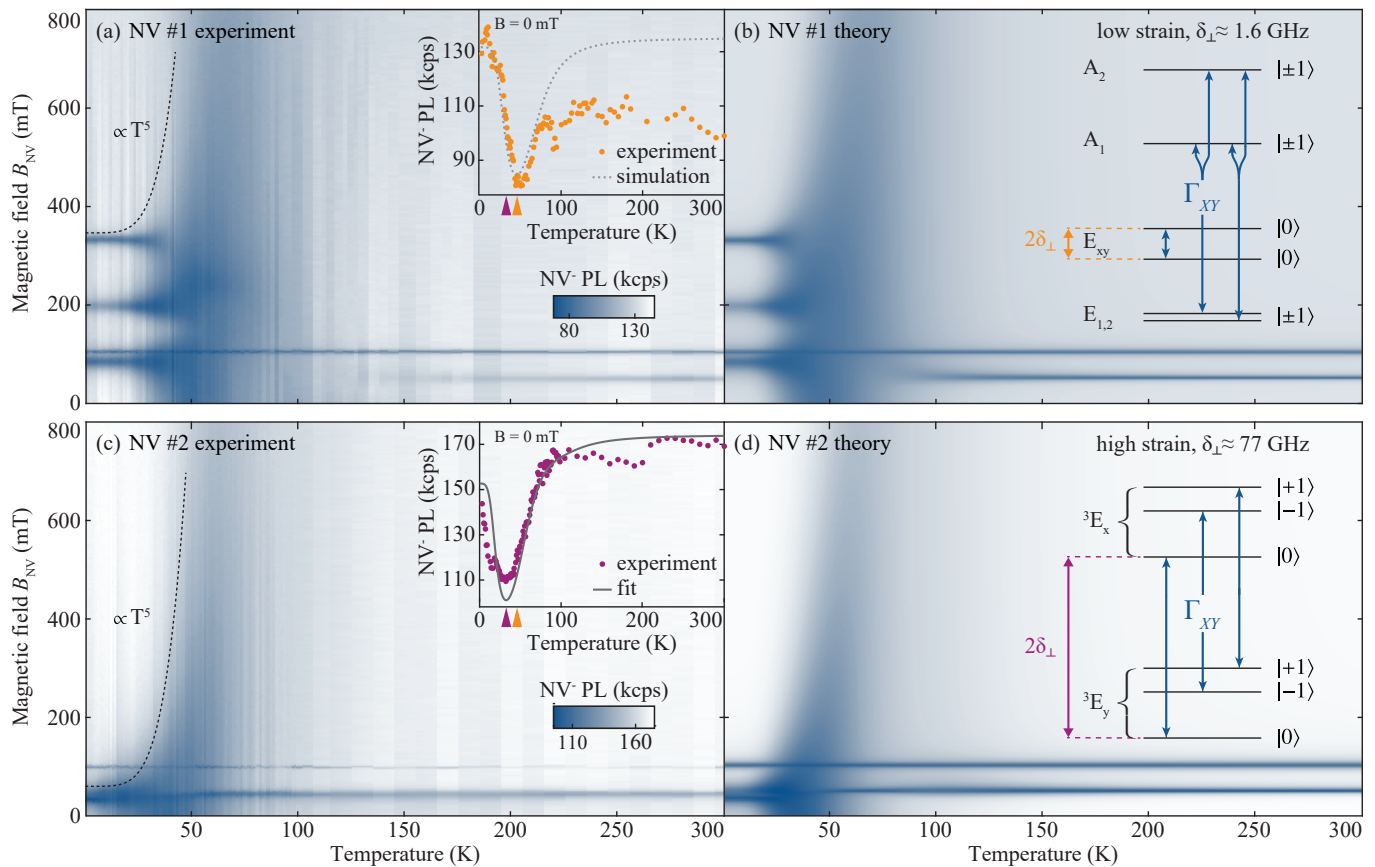 (a) NV #1 experiment
B = 0 mT
NV⁻ PL (kcps)
130
110
90
experiment
simulation
0 100 200 300
Temperature (K)
NV⁻ PL (kcps)
80 130
∝T⁵
Magnetic field B_NV (mT)
800
600
400
200
0
(b) NV #1 theory
low strain, δ⊥≈ 1.6 GHz
A₂ |±1⟩
A₁ |±1⟩
Γ_XY
|0⟩
2δ⊥ E_xy
|0⟩
E₁,₂ |±1⟩
(c) NV #2 experiment
B = 0 mT
NV⁻ PL (kcps)
170
150
130
110
experiment
fit
0 100 200 300
Temperature (K)
NV⁻ PL (kcps)
110 160
∝T⁵
Magnetic field B_NV (mT)
800
600
400
200
0
50 100 150 200 250 300
Temperature (K)
(d) NV #2 theory
high strain, δ⊥≈ 77 GHz
|+1⟩
³E_x |−1⟩
|0⟩
Γ_XY
2δ⊥
|+1⟩
³E_y |−1⟩
|0⟩
50 100 150 200 250 300
Temperature (K)